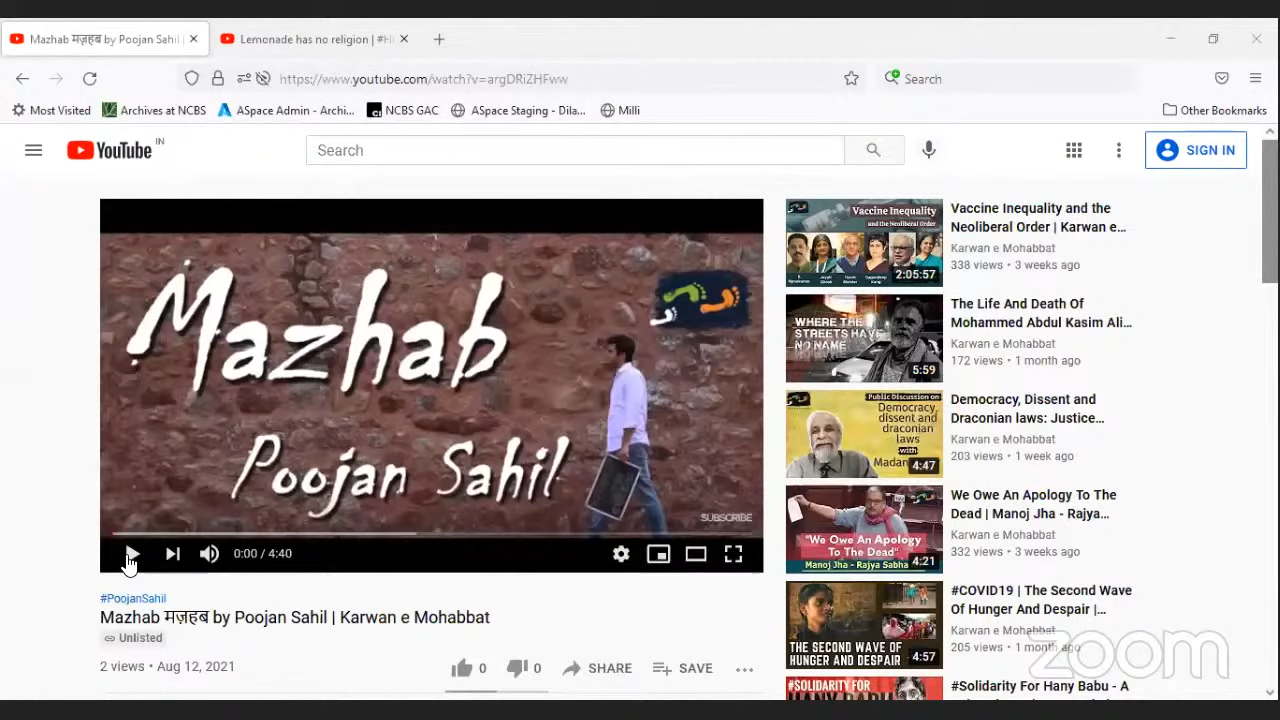 Mazhab मज़हब by Poojan Sahil |
Lemonade has no religion | #H
https://www.youtube.com/watch?v=argDRiZHFww
Search
Most Visited
Archives at NCBS
ASpace Admin - Archi...
NCBS GAC
ASpace Staging - Dila...
Milli
Other Bookmarks
YouTube IN
Search
SIGN IN
Mazhab
Poojan Sahil
SUBSCRIBE
0:00 / 4:40
#PoojanSahil
Mazhab मज़हब by Poojan Sahil | Karwan e Mohabbat
Unlisted
2 views • Aug 12, 2021
0
0
SHARE
SAVE
Vaccine Inequality
and the Neoliberal Order
2:05:57
Vaccine Inequality and the
Neoliberal Order | Karwan e...
Karwan e Mohabbat
338 views • 3 weeks ago
WHERE THE
STREETS HAVE
NO NAME
5:59
The Life And Death Of
Mohammed Abdul Kasim Ali...
Karwan e Mohabbat
172 views • 1 month ago
Public Discussion on
Democracy,
dissent and
draconian
laws
with
Madan
4:47
Democracy, Dissent and
Draconian laws: Justice...
Karwan e Mohabbat
203 views • 1 week ago
"We Owe An Apology
To The Dead"
Manoj Jha - Rajya Sabha
4:21
We Owe An Apology To The
Dead | Manoj Jha - Rajya...
Karwan e Mohabbat
332 views • 3 weeks ago
THE SECOND WAVE OF
HUNGER AND DESPAIR
4:57
#COVID19 | The Second Wave
Of Hunger And Despair |...
Karwan e Mohabbat
205 views • 1 month ago
#SOLIDARITY FOR
#Solidarity For Hany Babu - A
zoom